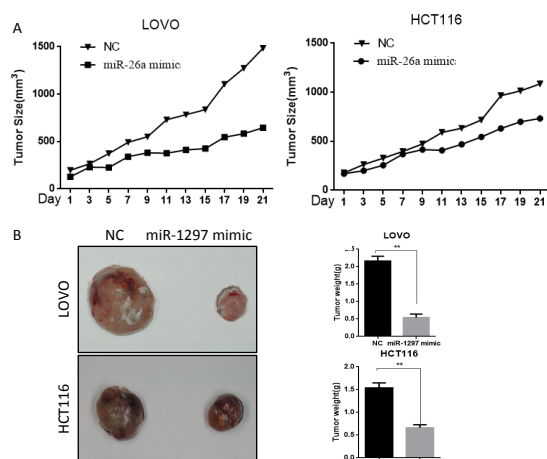 A
LOVO
NC
miR-26a mimic
Tumor Size(mm3)
1500
1000
500
0
Day 1 3 5 7 9 11 13 15 17 19 21
HCT116
NC
miR-26a mimic
Tumor Size(mm³)
1500
1000
500
0
Day 1 3 5 7 9 11 13 15 17 19 21
B
NC miR-1297 mimic
LOVO
HCT116
LOVO
**
Tumor weight(g)
2.0
1.5
1.0
0.5
0.0
NC miR-1297 mimic
HCT116
**
Tumor weight(g)
2.0
1.5
1.0
0.5
0.0